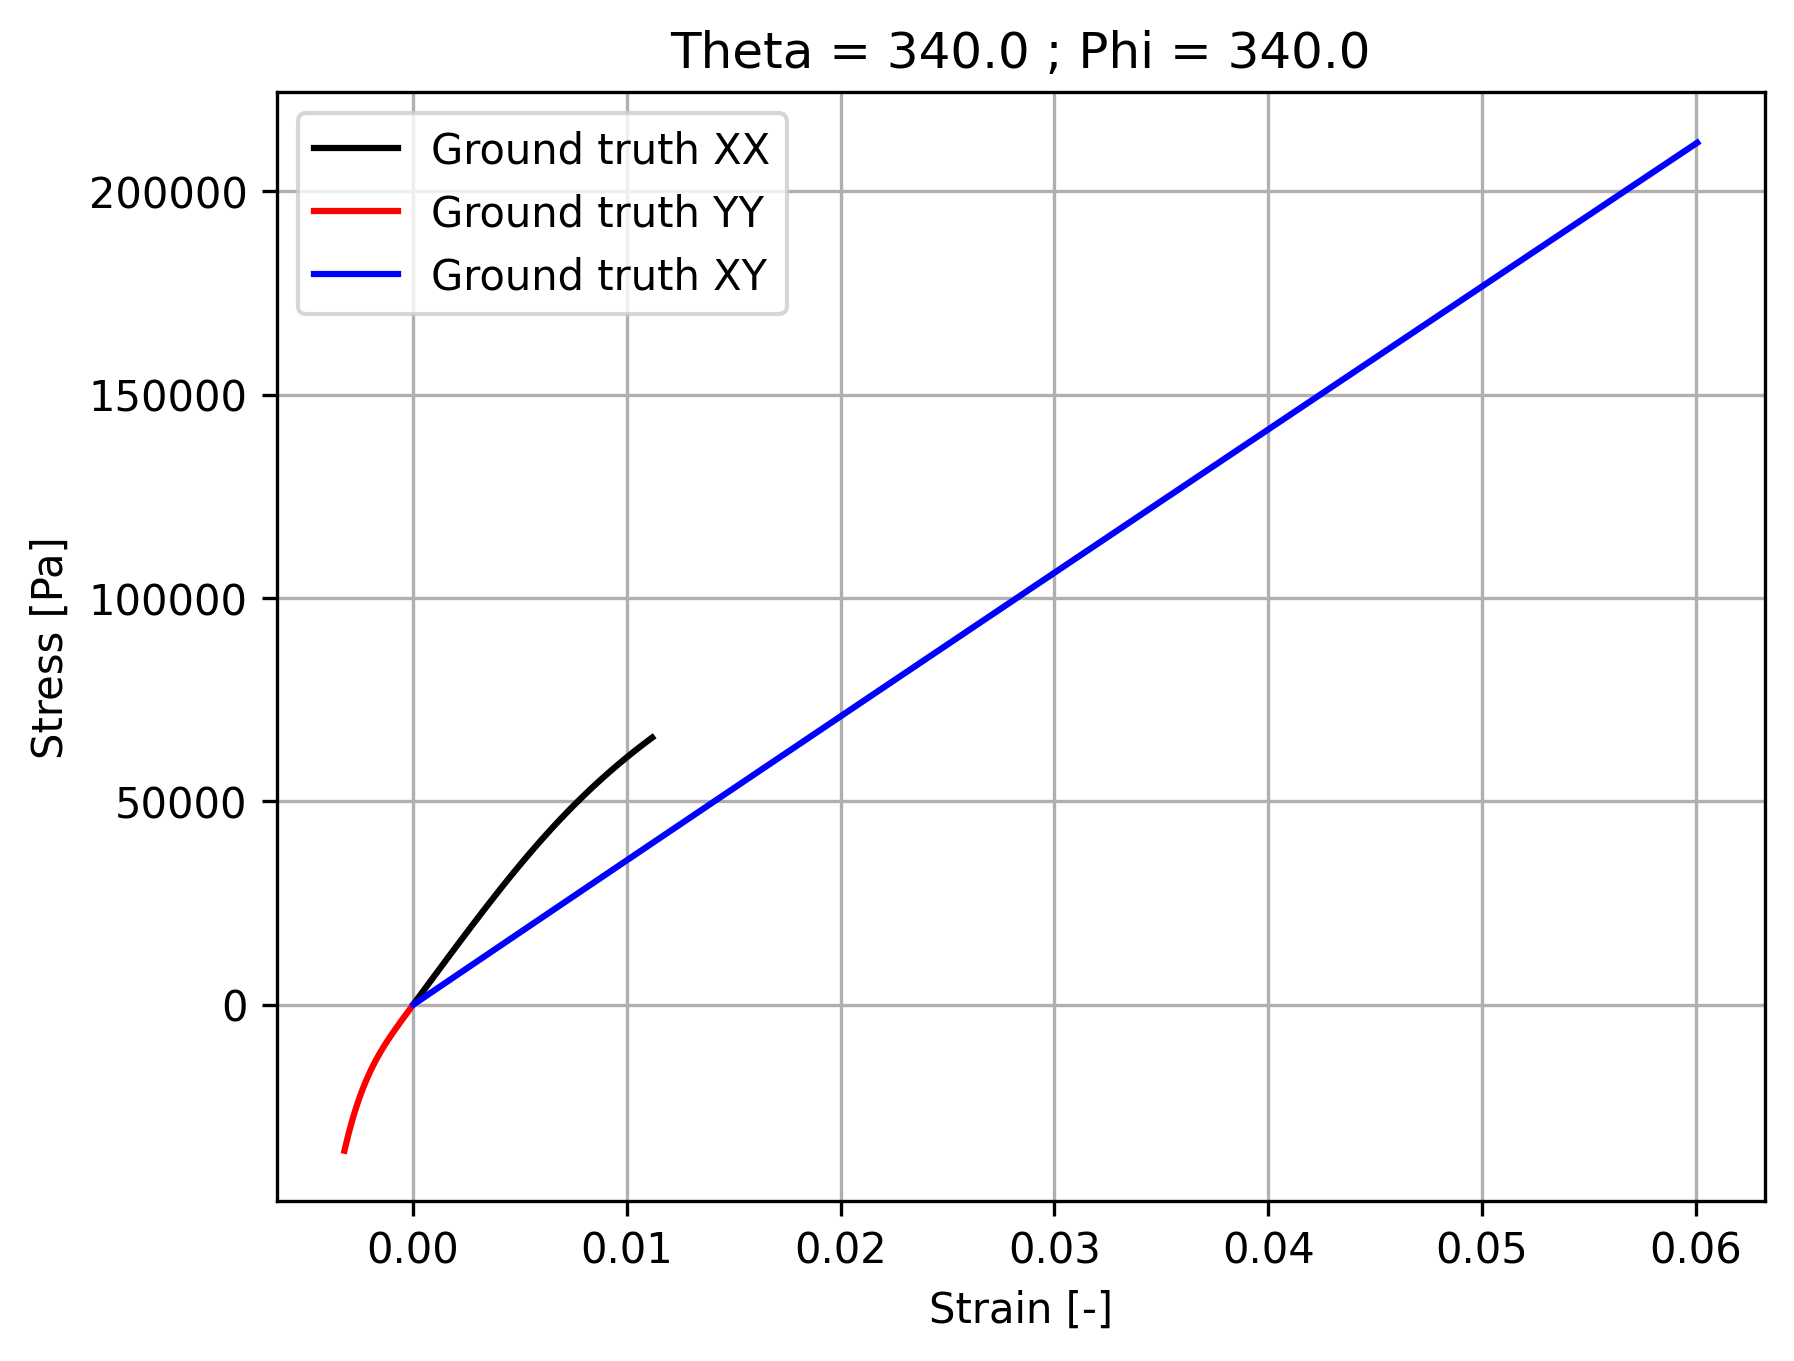 Theta = 340.0 ; Phi = 340.0
Ground truth XX
Ground truth YY
Ground truth XY
200000
150000
100000
50000
0
Stress [Pa]
0.00 0.01 0.02 0.03 0.04 0.05 0.06
Strain [-]